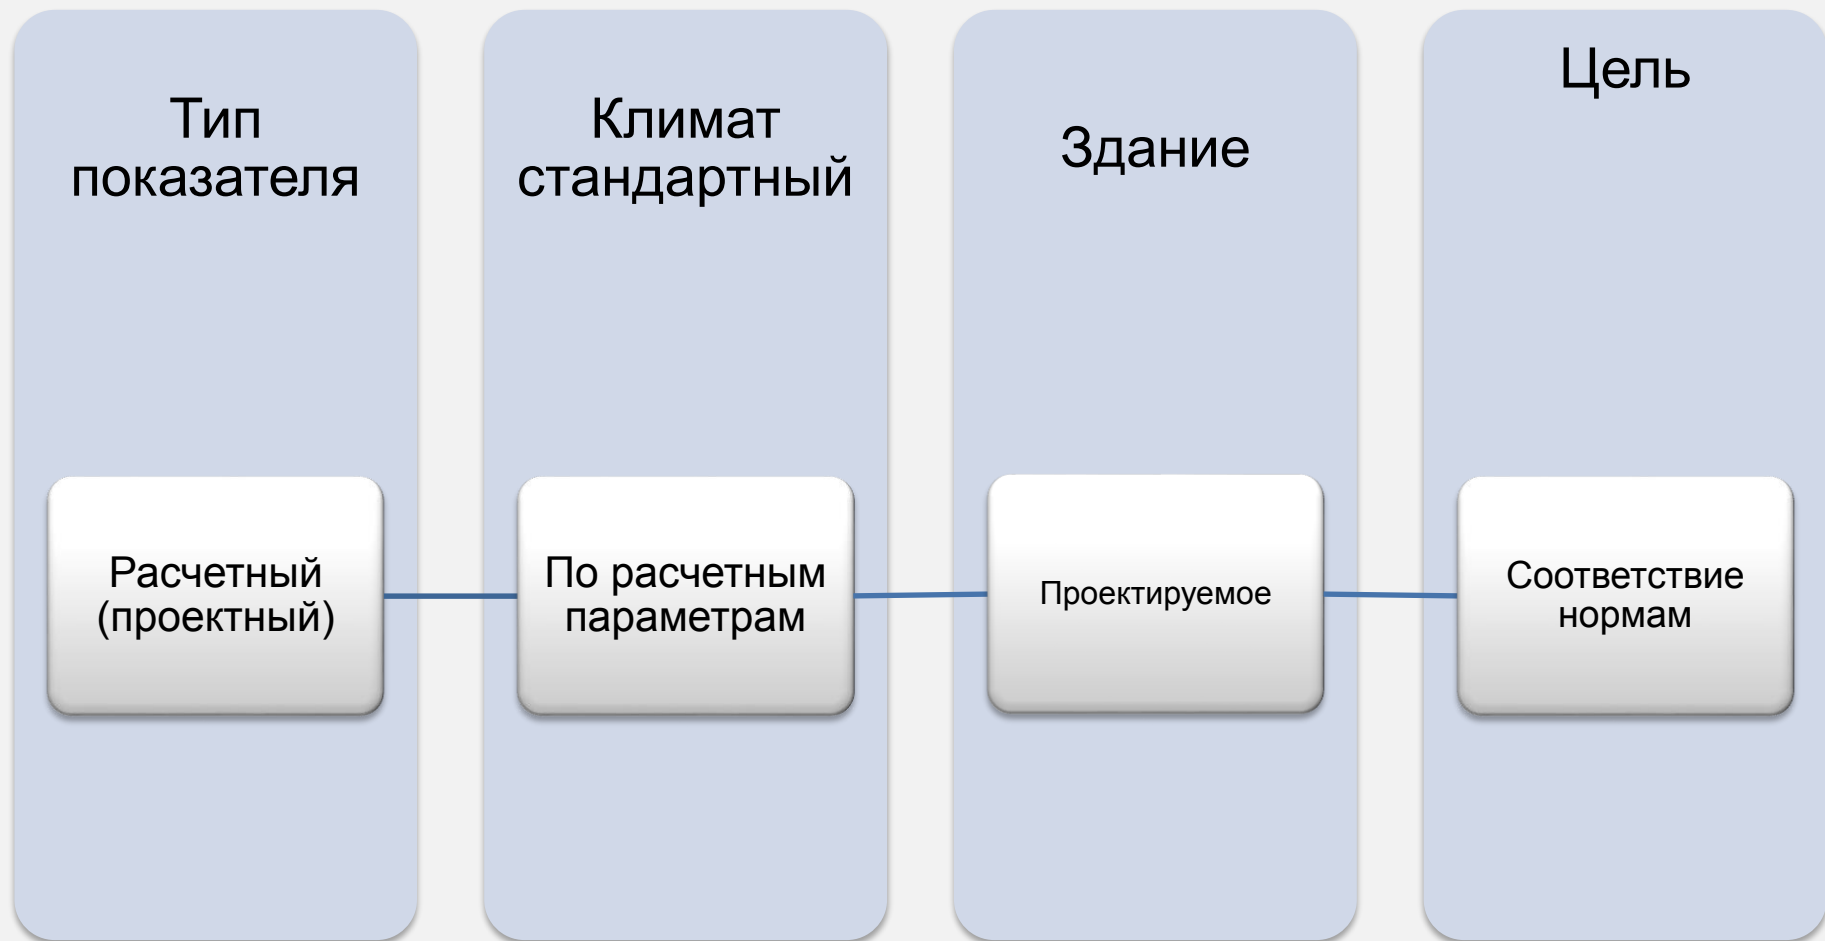 Тип
показателя
Климат
стандартный
Здание
Цель
Расчетный
(проектный)
По расчетным
параметрам
Проектируемое
Соответствие
нормам